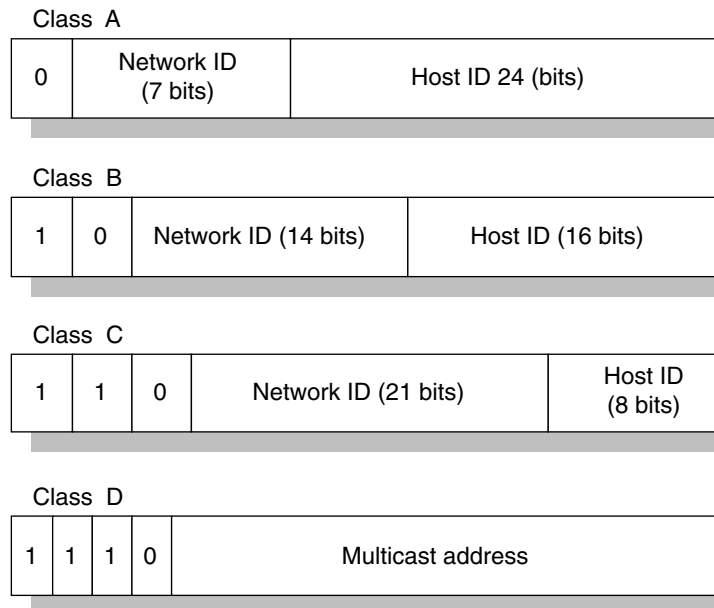 Class A
0
Network ID
(7 bits)
Host ID 24 (bits)
Class B
1 0 Network ID (14 bits) Host ID (16 bits)
Class C
1 1 0 Network ID (21 bits)
Host ID
(8 bits)
Class D
1 1 1 0 Multicast address